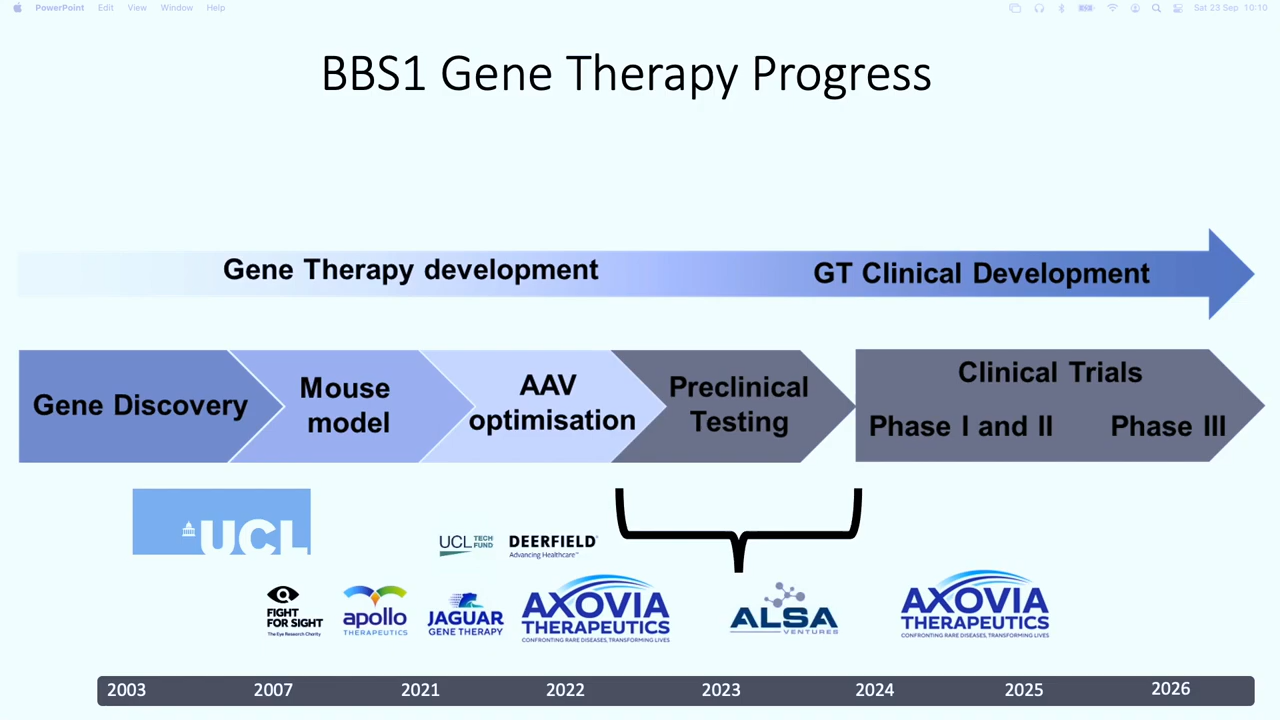 PowerPoint Edit View Window Help
Sat 23 Sep 10:10
BBS1 Gene Therapy Progress
Gene Therapy development
GT Clinical Development
Gene Discovery
Mouse
model
AAV
optimisation
Preclinical
Testing
Clinical Trials
Phase I and II
Phase III
UCL
UCL TECH
FUND
DEERFIELD
Advancing Healthcare™
FIGHT
FOR SIGHT
The Eye Research Charity
apollo
THERAPEUTICS
JAGUAR
GENE THERAPY
AXOVIA
THERAPEUTICS
CONFRONTING RARE DISEASES, TRANSFORMING LIVES
ALSA
VENTURES
AXOVIA
THERAPEUTICS
CONFRONTING RARE DISEASES, TRANSFORMING LIVES
2003 2007 2021 2022 2023 2024 2025 2026